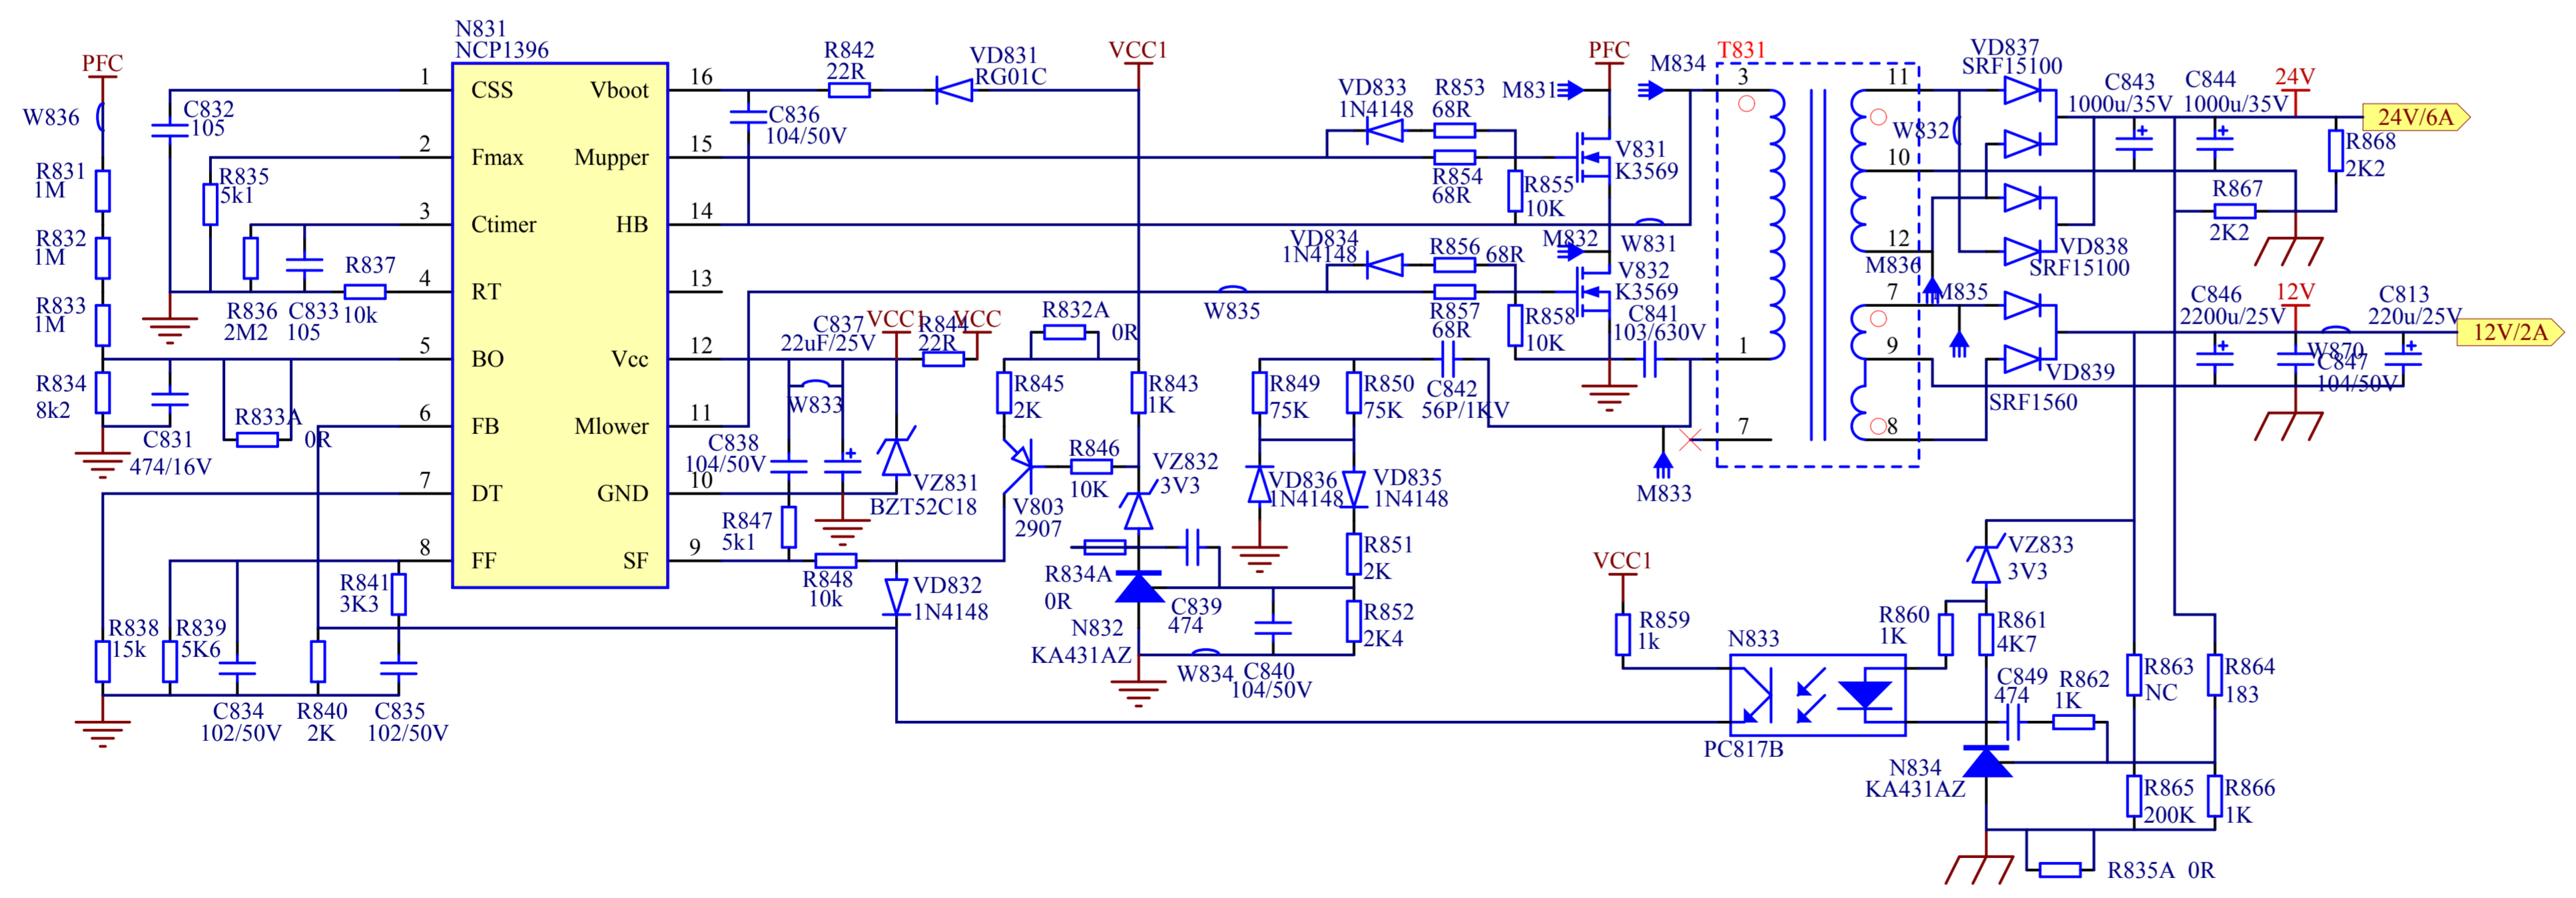 N831
NCP1396
PFC
W836
R831
1M
R832
1M
R833
1M
R834
8k2
C831
474/16V
C832
105
R835
5k1
R836
2M2
C833
105
R837
10k
R833A
0R
1 CSS Vboot 16
2 Fmax Mupper 15
3 Ctimer HB 14
4 RT 13
5 BO Vcc 12
6 FB Mlower 11
7 DT GND 10
8 FF SF 9
R838
15k
R839
5K6
C834
102/50V
R840
2K
R841
3K3
C835
102/50V
R842
22R
VD831
RG01C
VCC1
C836
104/50V
C837
22uF/25V
VCC1
R844
22R
VCC
W833
C838
104/50V
VZ831
BZT52C18
R847
5k1
R848
10k
VD832
1N4148
R832A
0R
R845
2K
R843
1K
R846
10K
V803
2907
VZ832
3V3
R834A
0R
N832
KA431AZ
C839
474
W834
C840
104/50V
R849
75K
R850
75K
C842
56P/1KV
VD836
1N4148
VD835
1N4148
R851
2K
R852
2K4
W835
VD833
1N4148
R853
68R
R854
68R
R855
10K
VD834
1N4148
R856
68R
R857
68R
R858
10K
M831
PFC
M834
V831
K3569
M832
W831
V832
K3569
C841
103/630V
M833
T831
3
1
7
11
10
12
7
9
8
W832
M836
M835
VD837
SRF15100
VD838
SRF15100
VD839
SRF1560
C843
1000u/35V
C844
1000u/35V
24V
24V/6A
R868
2K2
R867
2K2
C846
2200u/25V
12V
C813
220u/25V
12V/2A
W870
C847
104/50V
VCC1
R859
1k
N833
PC817B
R860
1K
VZ833
3V3
R861
4K7
C849
474
R862
1K
R863
NC
R864
183
N834
KA431AZ
R865
200K
R866
1K
R835A 0R